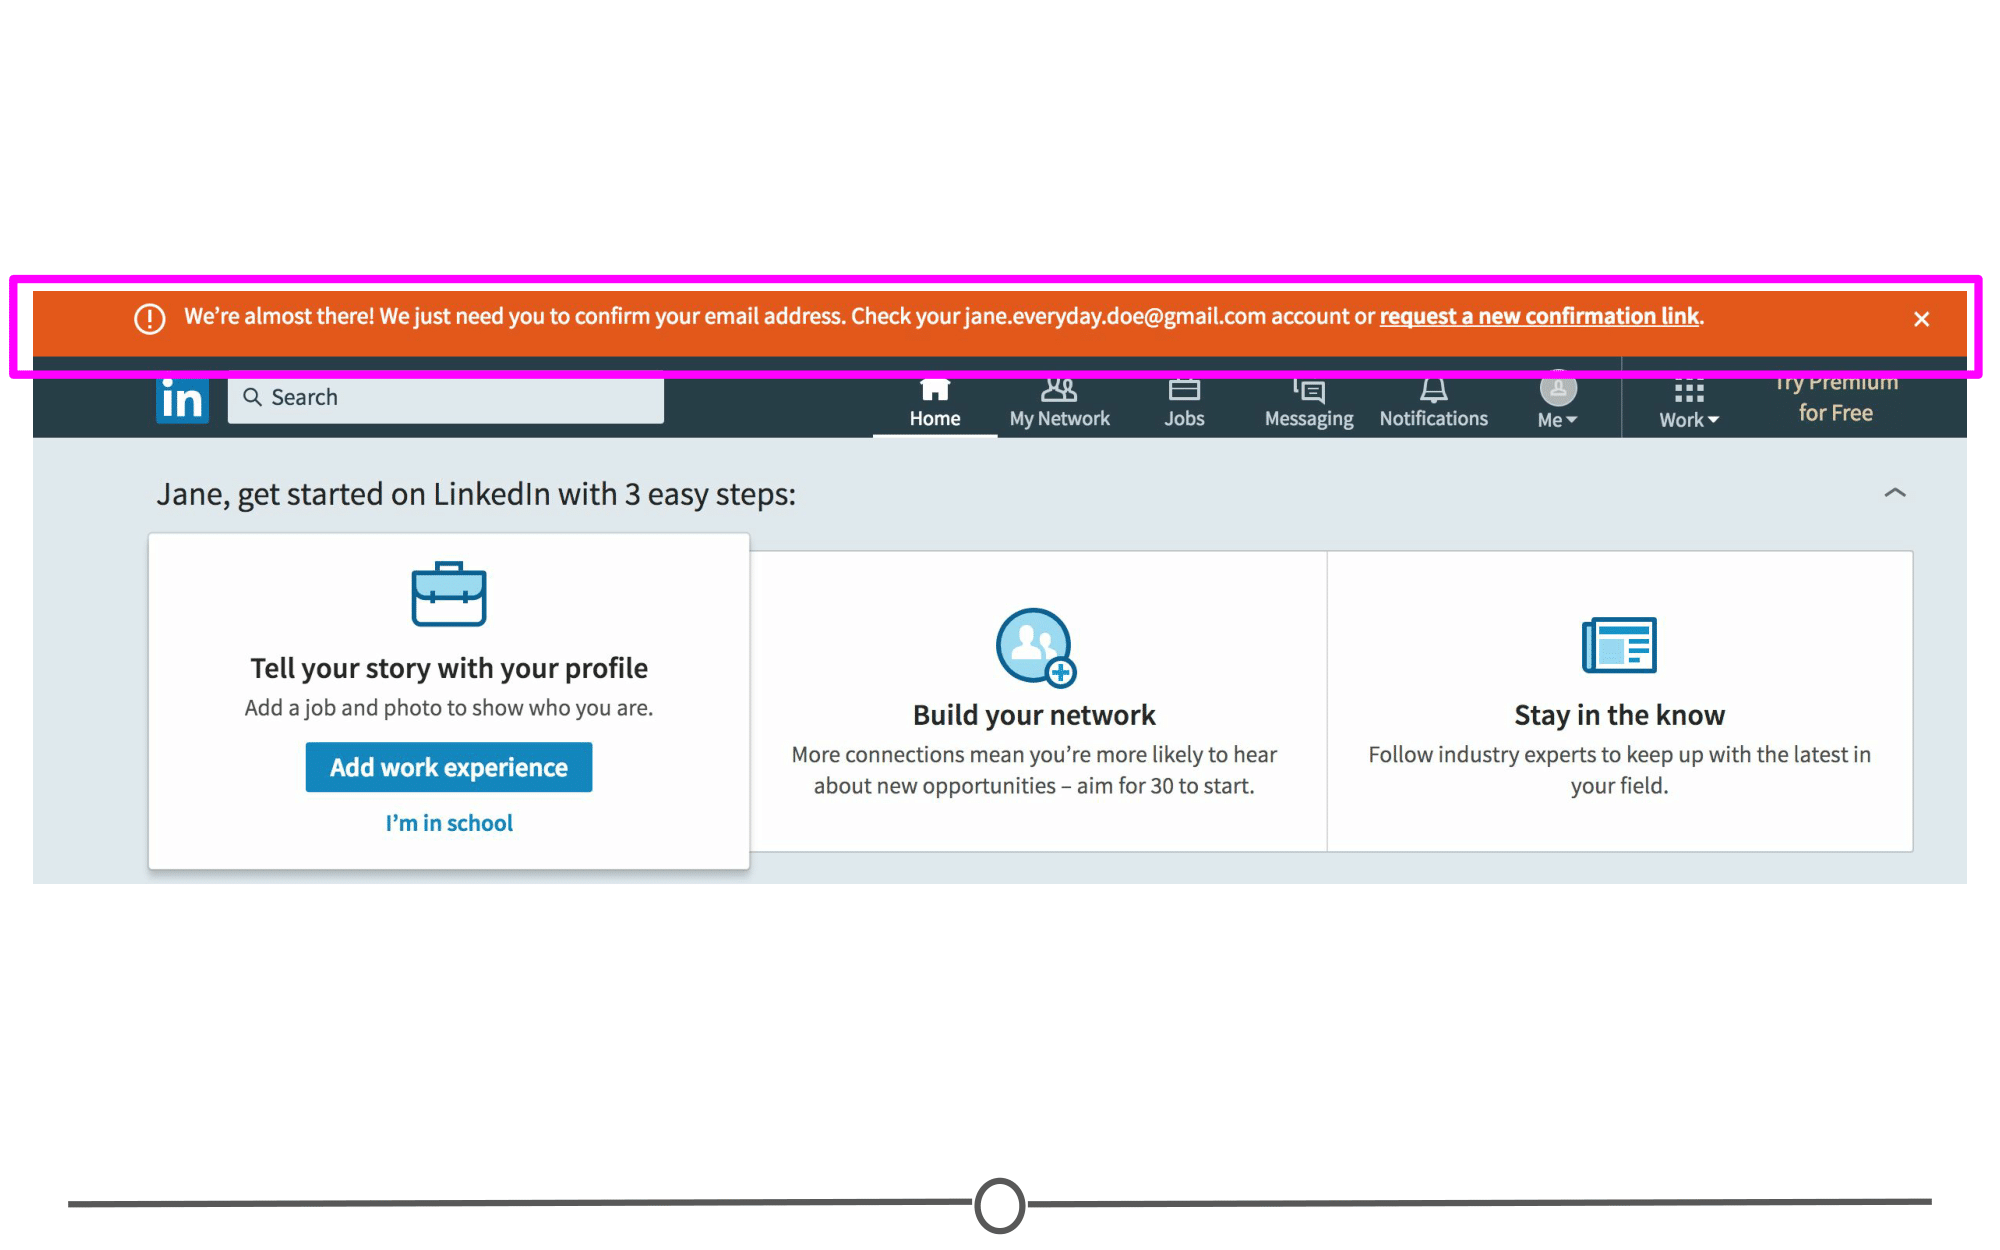 We're almost there! We just need you to confirm your email address. Check your jane.everyday.doe@gmail.com account or request a new confirmation link.
in
Search
Home
My Network
Jobs
Messaging
Notifications
Me
Work
Try Premium
for Free
Jane, get started on LinkedIn with 3 easy steps:
Tell your story with your profile
Add a job and photo to show who you are.
Add work experience
I'm in school
Build your network
More connections mean you're more likely to hear
about new opportunities – aim for 30 to start.
Stay in the know
Follow industry experts to keep up with the latest in
your field.